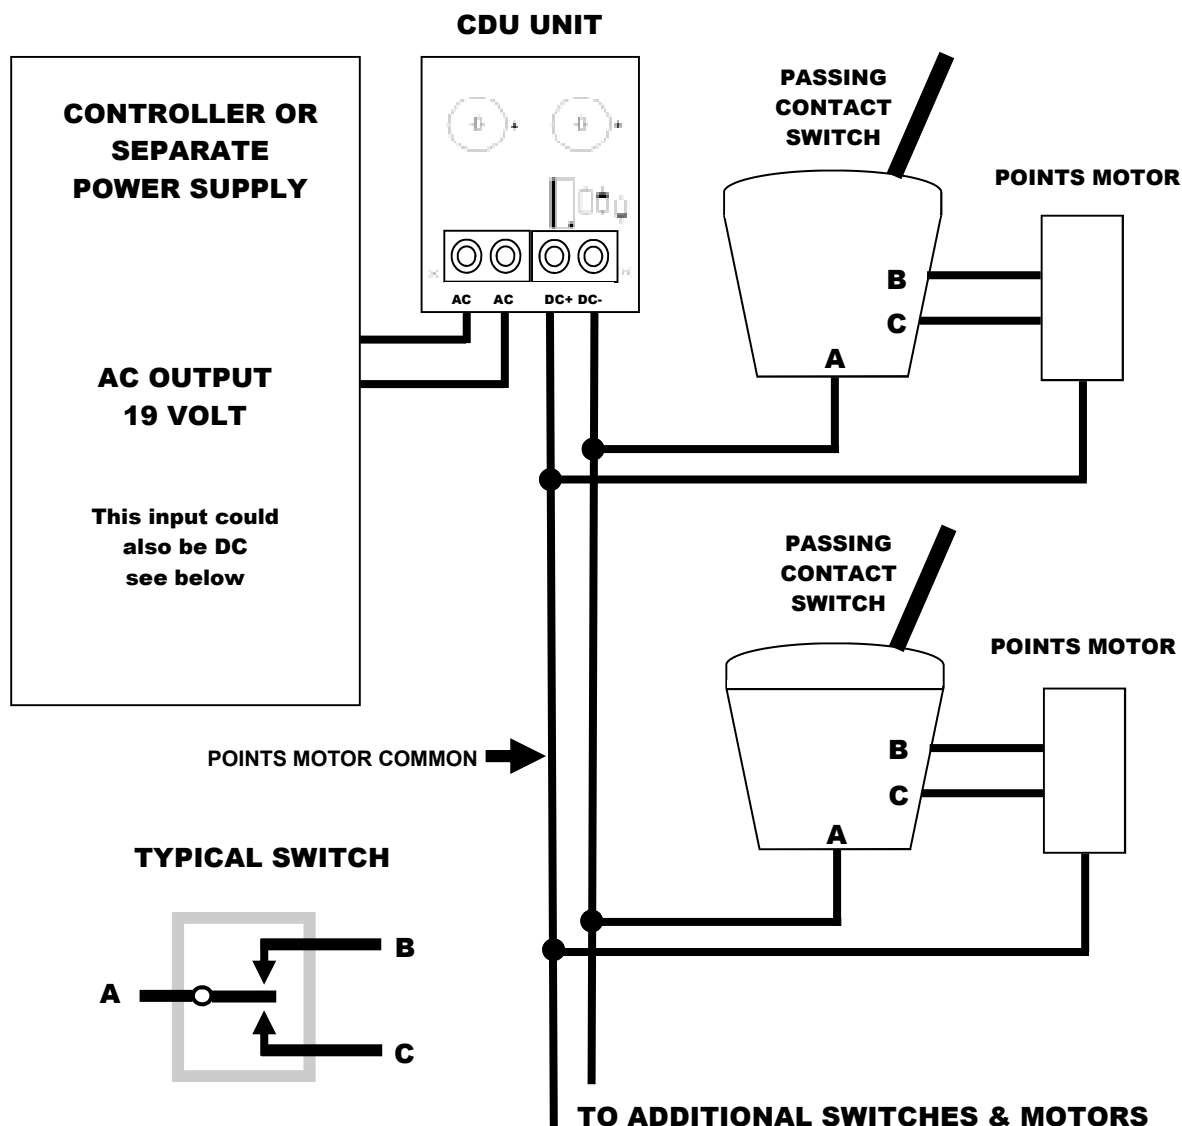 CDU UNIT
CONTROLLER OR
SEPARATE
POWER SUPPLY
AC OUTPUT
19 VOLT
This input could
also be DC
see below
AC AC DC+ DC-
PASSING
CONTACT
SWITCH
POINTS MOTOR
B
C
A
PASSING
CONTACT
SWITCH
POINTS MOTOR
B
C
A
POINTS MOTOR COMMON
TYPICAL SWITCH
B
A
C
TO ADDITIONAL SWITCHES & MOTORS